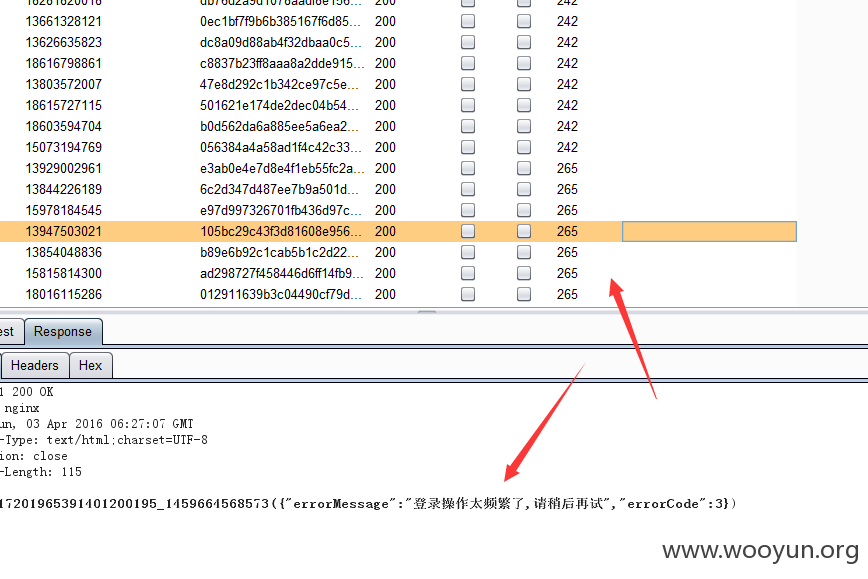 13661328121 0ec1bf7f9b6b385167f6d85... 200 242
13626635823 dc8a09d88ab4f32dbaa0c5... 200 242
18616798861 c8837b23ff8aaa8a2dde915... 200 242
13803572007 47e8d292c1b342ce97c5e... 200 242
18615727115 501621e174de2dec04b54... 200 242
18603594704 b0d562da6a885ee5a6ea2... 200 242
15073194769 056384a4a58ad1f4c42c33... 200 242
13929002961 e3ab0e4e7d8e4f1eb55fc2a... 200 265
13844226189 6c2d347d487ee7b9a501d... 200 265
15978184545 e97d997326701fb436d97c... 200 265
13947503021 105bc29c43f3d81608e956... 200 265
13854048836 b89e6b92c1cab5b1c2d22... 200 265
15815814300 ad298727f458446d6ff14fb9... 200 265
18016115286 012911639b3c04490cf79d... 200 265
est Response
Headers Hex
1 200 OK
nginx
un, 03 Apr 2016 06:27:07 GMT
-Type: text/html;charset=UTF-8
ion: close
-Length: 115
17201965391401200195_1459664568573({"errorMessage":"登录操作太频繁了,请稍后再试","errorCode":3})
www.wooyun.org